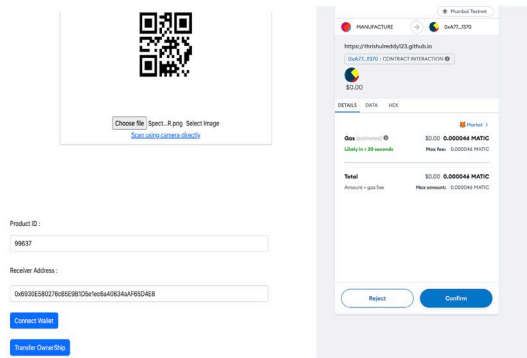 Choose file Spect...R.png Select Image
Scan using camera directly
Product ID :
99637
Receiver Address :
0x6930E5B0276cB5E9B1D5e1ec6a40634aAF65D4E8
Connect Wallet
Transfer OwnerShip
Mumbai Testnet
MANUFACTURE
0xA77...f370
https://thrishulreddy123.github.io
0xA77...f370 : CONTRACT INTERACTION
$0.00
DETAILS DATA HEX
Market >
Gas (estimated) $0.00 0.000046 MATIC
Likely in < 30 seconds Max fee: 0.000046 MATIC
Total $0.00 0.000046 MATIC
Amount + gas fee Max amount: 0.000046 MATIC
Reject Confirm